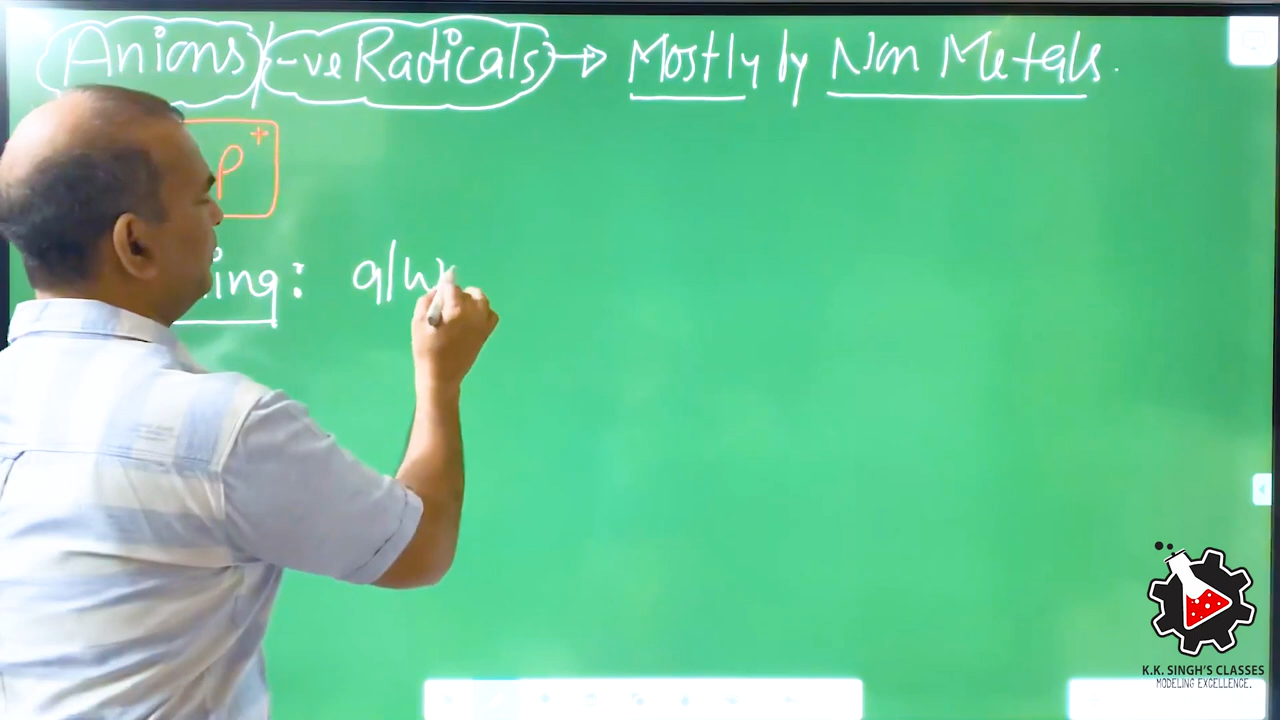 Anions/-ve Radicals → Mostly by Non Metals.
P+
ing:
K.K. SINGH'S CLASSES
MODELING EXCELLENCE.